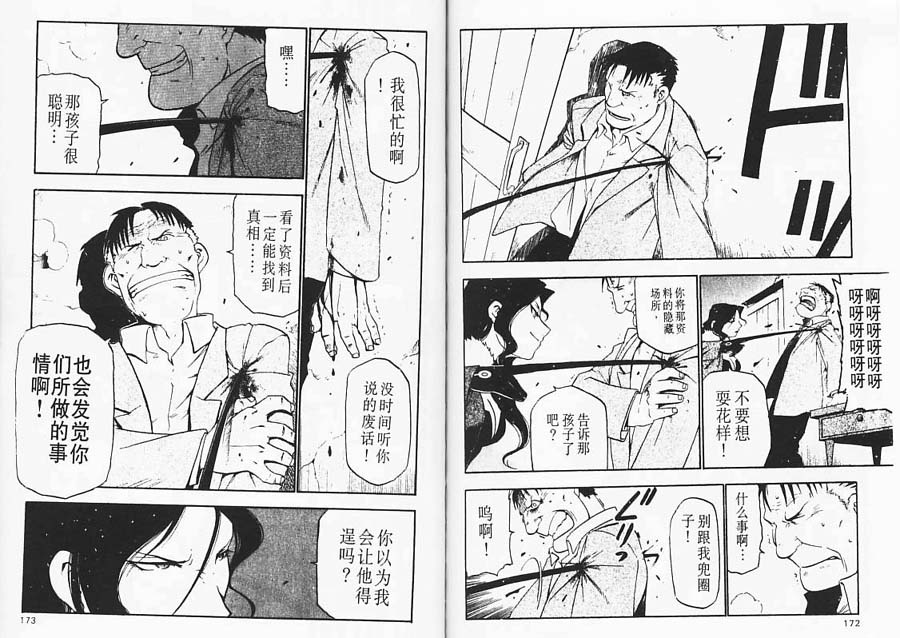 啊呀呀呀呀
呀呀呀呀呀
不要想
耍花样！
你将那资
料的隐藏
场所
告诉那
孩子了
吧？
什么事啊…
别跟我兜圈
子！
呜啊！
172
我很忙的啊
！
嘿……
那孩子很
聪明…
没时间听你
说的废话！
看了资料后
一定能找到
真相……
也会发觉你
们所做的事
情啊！
你以为我
会让他得
逞吗？
173